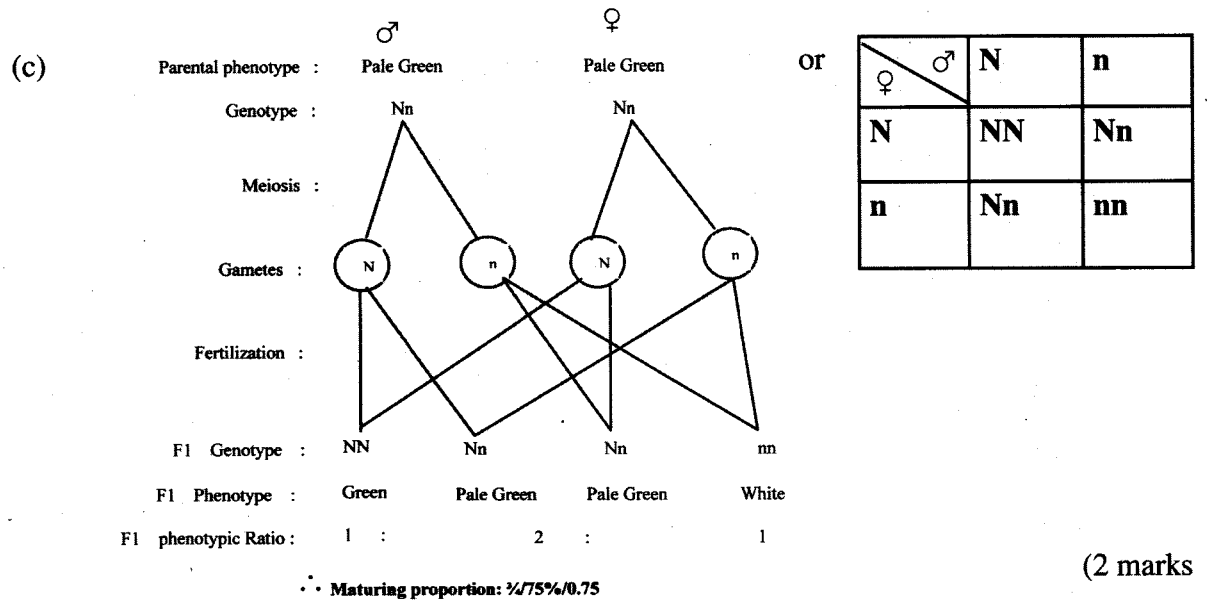 ♂ ♀
(c) Parental phenotype : Pale Green Pale Green
Genotype : Nn Nn
Meiosis :
Gametes : N n N n
Fertilization :
F1 Genotype : NN Nn Nn nn
F1 Phenotype : Green Pale Green Pale Green White
F1 phenotypic Ratio : 1 : 2 : 1
∴ Maturing proportion: ¾/75%/0.75
or
♀ ♂ N n
N NN Nn
n Nn nn
(2 marks